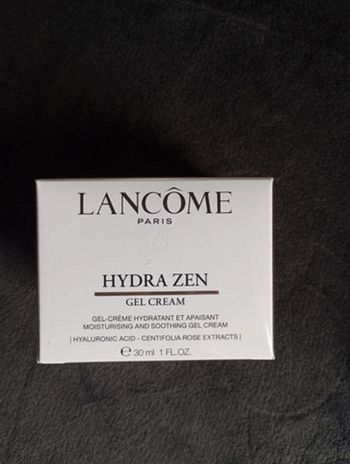 LANCÔME
PARIS
HYDRA ZEN
GEL CREAM
GEL-CRÈME HYDRATANT ET APAISANT
MOISTURISING AND SOOTHING GEL CREAM
| HYALURONIC ACID - CENTIFOLIA ROSE EXTRACTS |
℮ 30 ml 1 FL.OZ.